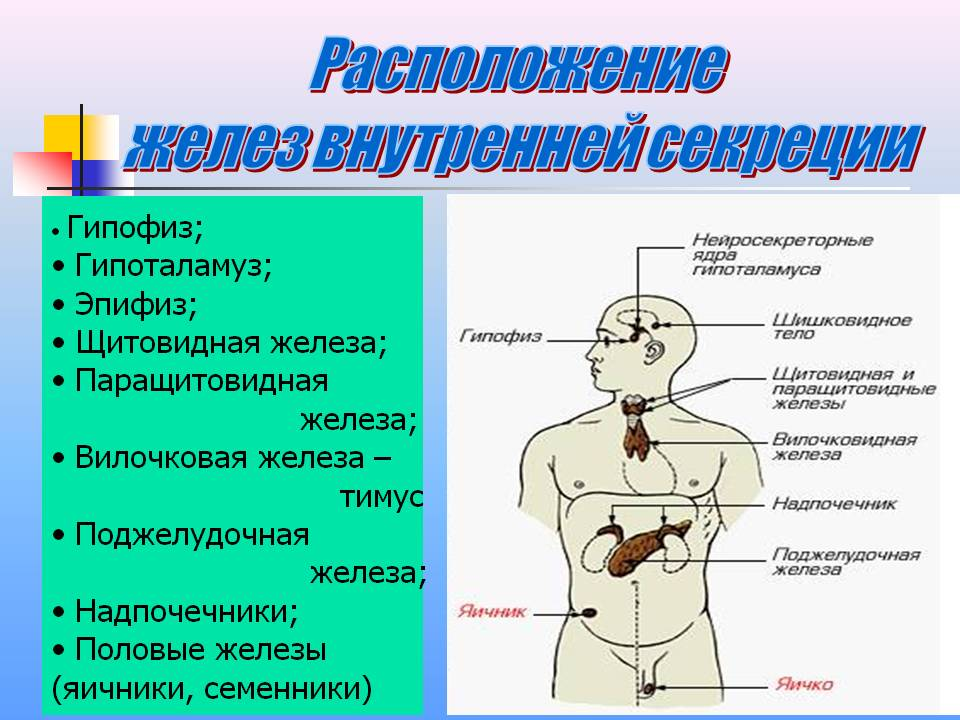 Расположение
желез внутренней секреции
• Гипофиз;
• Гипоталамуз;
• Эпифиз;
• Щитовидная железа;
• Паращитовидная
железа;
• Вилочковая железа –
тимус
• Поджелудочная
железа;
• Надпочечники;
• Половые железы
(яичники, семенники)
Нейросекреторные
ядра
гипоталамуса
Гипофиз
Шишковидное
тело
Щитовидная и
паращитовидные
железы
Вилочковидная
железа
Надпочечник
Поджелудочная
железа
Яичник
Яичко